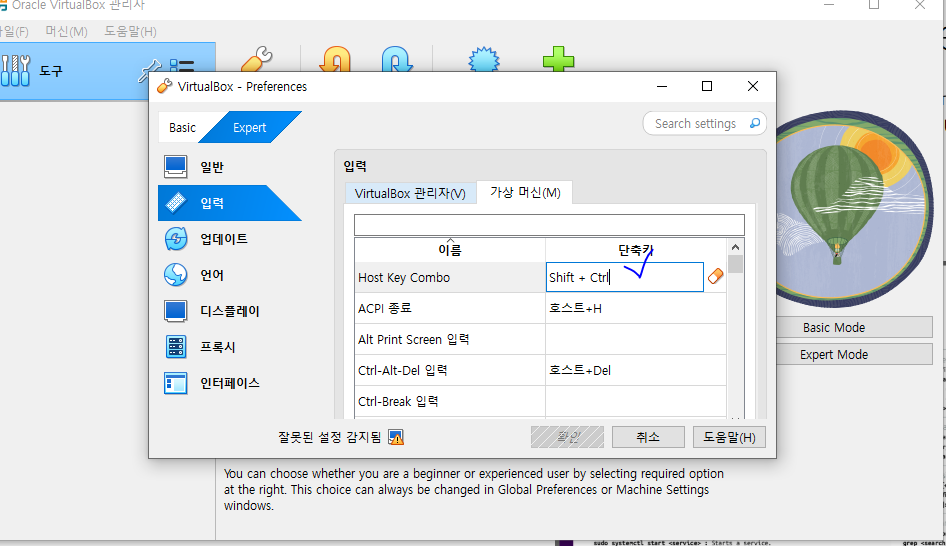 Oracle VirtualBox 관리자
파일(F) 머신(M) 도움말(H)
도구
VirtualBox - Preferences
Basic Expert
Search settings
일반
입력
업데이트
언어
디스플레이
프록시
인터페이스
입력
VirtualBox 관리자(V) 가상 머신(M)
이름 단축키
Host Key Combo Shift + Ctrl
ACPI 종료 호스트+H
Alt Print Screen 입력
Ctrl-Alt-Del 입력 호스트+Del
Ctrl-Break 입력
잘못된 설정 감지됨 확인 취소 도움말(H)
Basic Mode
Expert Mode
You can choose whether you are a beginner or experienced user by selecting required option
at the right. This choice can always be changed in Global Preferences or Machine Settings
windows.
sudo systemctl start <service> : Starts a service. grep <search